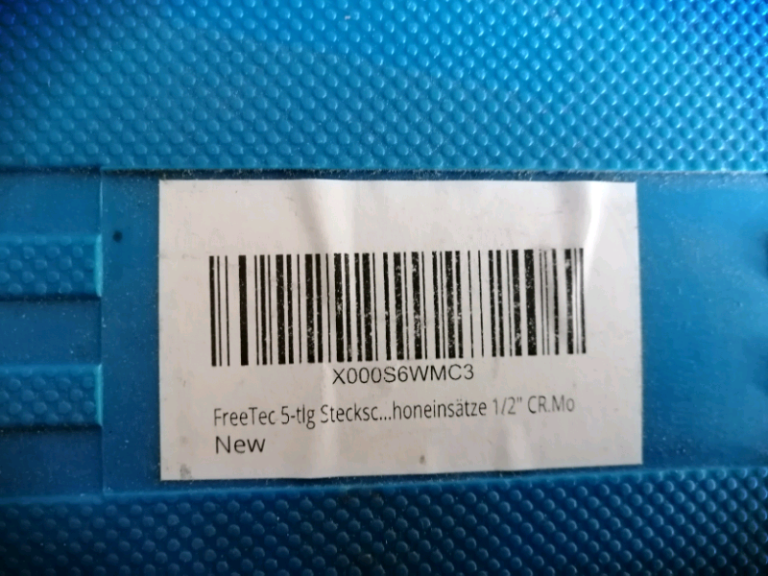 X000S6WMC3
FreeTec 5-tlg Stecksc...honeinsätze 1/2" CR.Mo
New